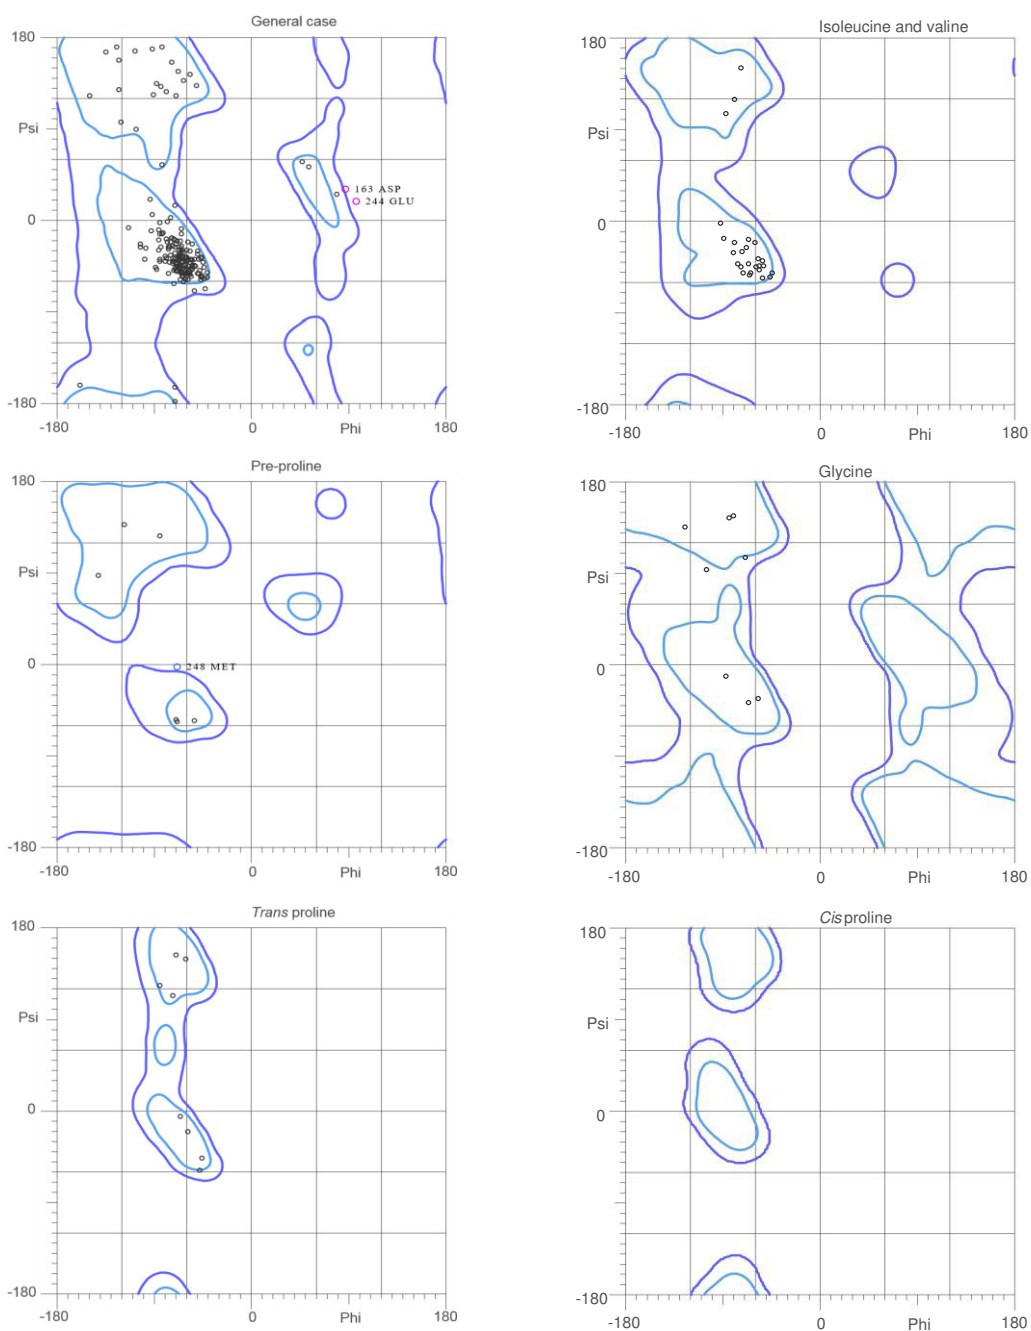 General case
180
Psi
163 ASP
244 GLU
0
-180
-180
0
Phi
180
Isoleucine and valine
180
Psi
0
-180
-180
0
Phi
180
Pre-proline
180
Psi
0
248 MET
-180
-180
0
Phi
180
Glycine
180
Psi
0
-180
-180
0
Phi
180
Trans proline
180
Psi
0
-180
-180
0
Phi
180
Cis proline
180
Psi
0
-180
-180
0
Phi
180